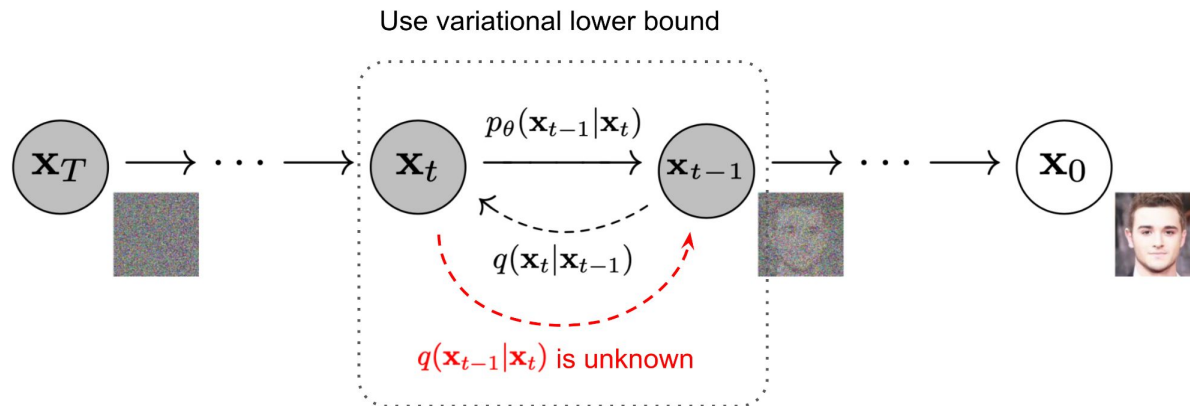 Use variational lower bound
p_θ(x_{t−1}|x_t)
x_T ⋯ x_t x_{t−1} ⋯ x_0
q(x_t|x_{t−1})
q(x_{t−1}|x_t) is unknown